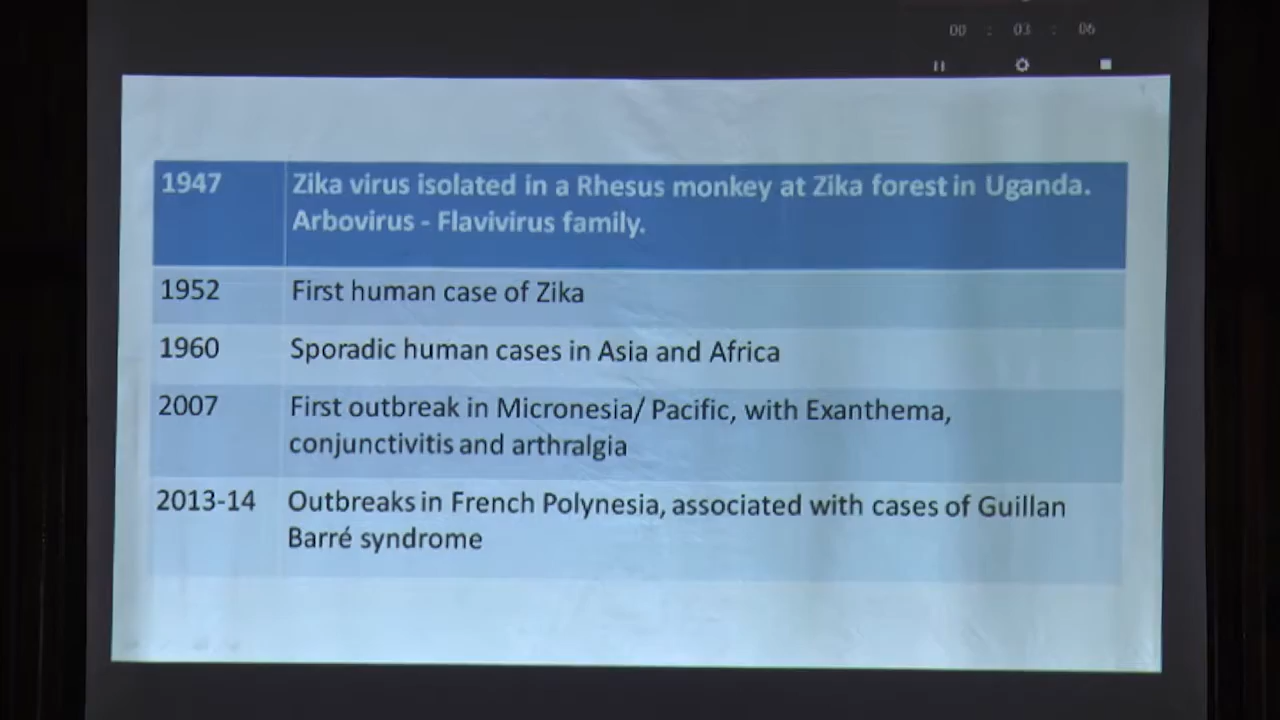 00 : 03 : 06
1947
Zika virus isolated in a Rhesus monkey at Zika forest in Uganda.
Arbovirus - Flavivirus family.
1952
First human case of Zika
1960
Sporadic human cases in Asia and Africa
2007
First outbreak in Micronesia/ Pacific, with Exanthema,
conjunctivitis and arthralgia
2013-14
Outbreaks in French Polynesia, associated with cases of Guillan
Barré syndrome